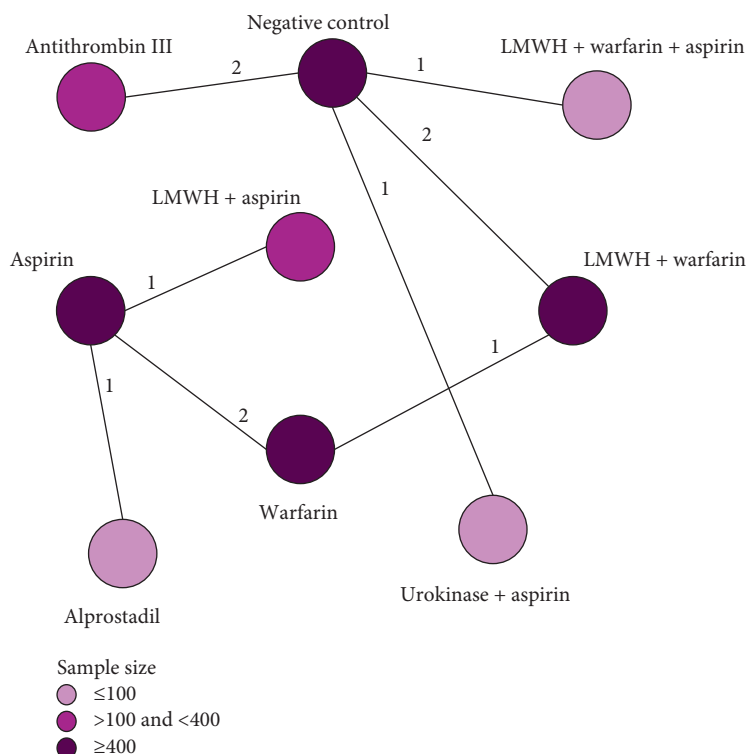 Negative control
Antithrombin III
LMWH + warfarin + aspirin
2
1
2
1
LMWH + aspirin
Aspirin
LMWH + warfarin
1
1
1
2
Warfarin
Urokinase + aspirin
Alprostadil
Sample size
≤100
>100 and <400
≥400